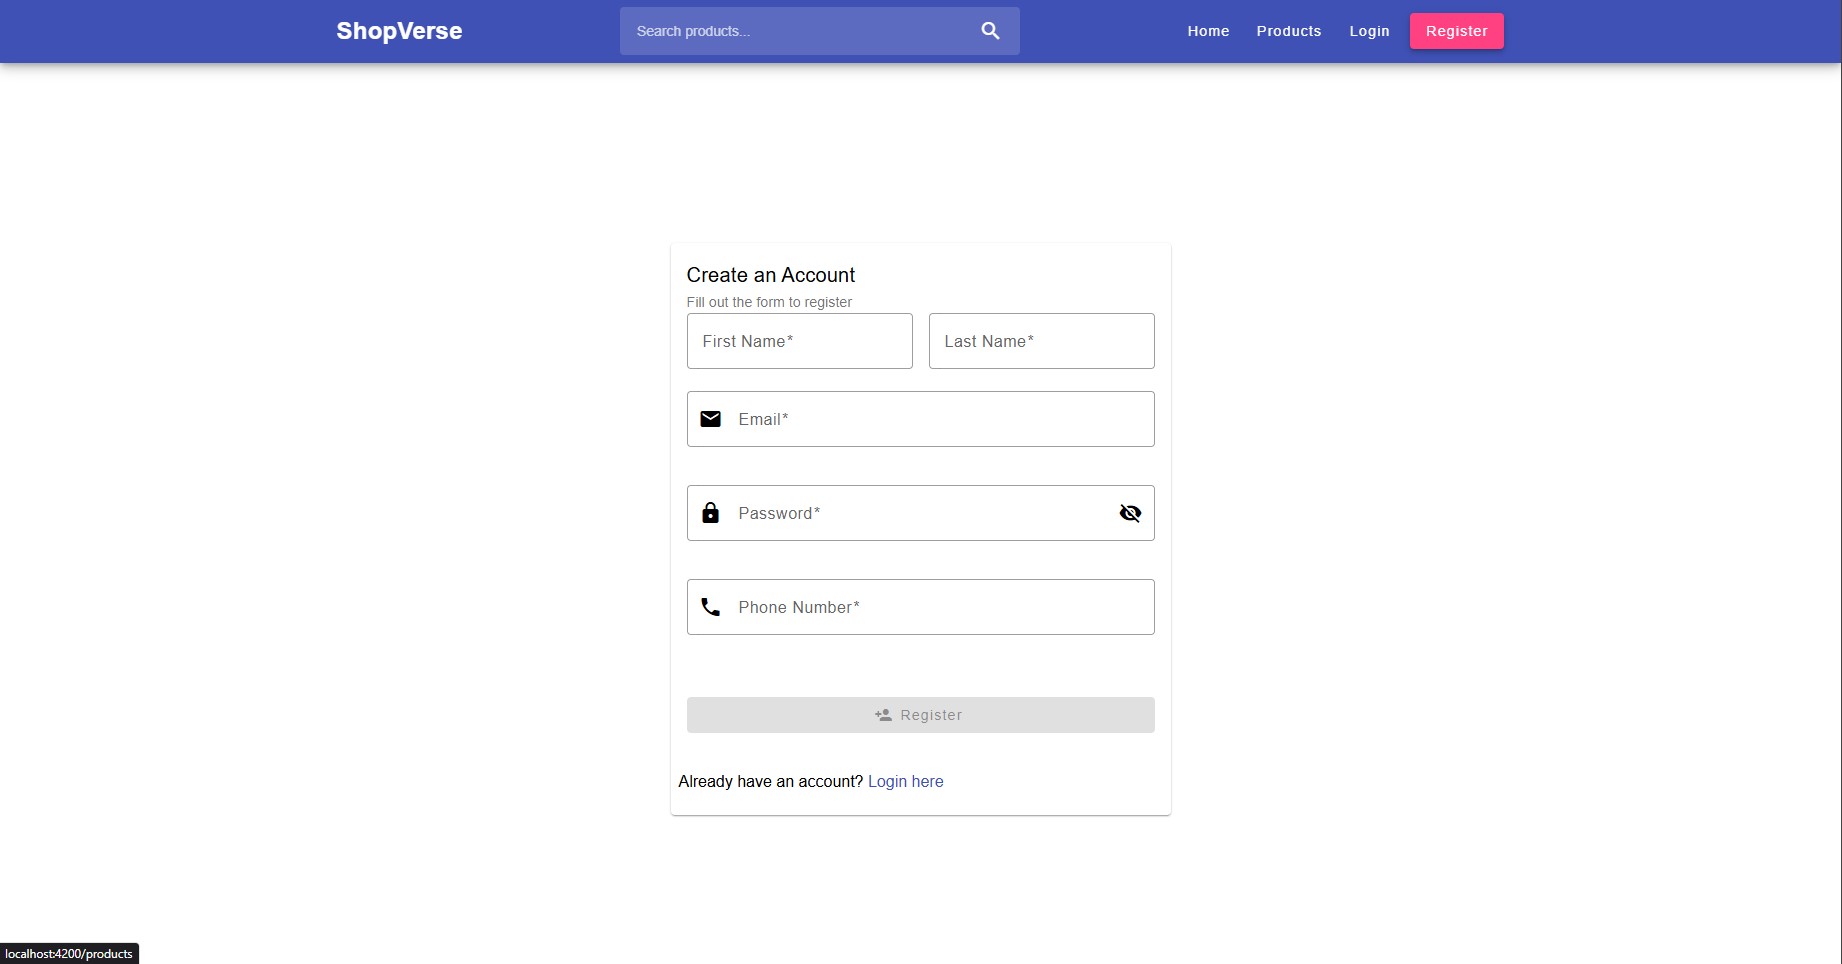 ShopVerse
Search products...
Home
Products
Login
Register
Create an Account
Fill out the form to register
First Name*
Last Name*
Email*
Password*
Phone Number*
Register
Already have an account? Login here
localhost:4200/products